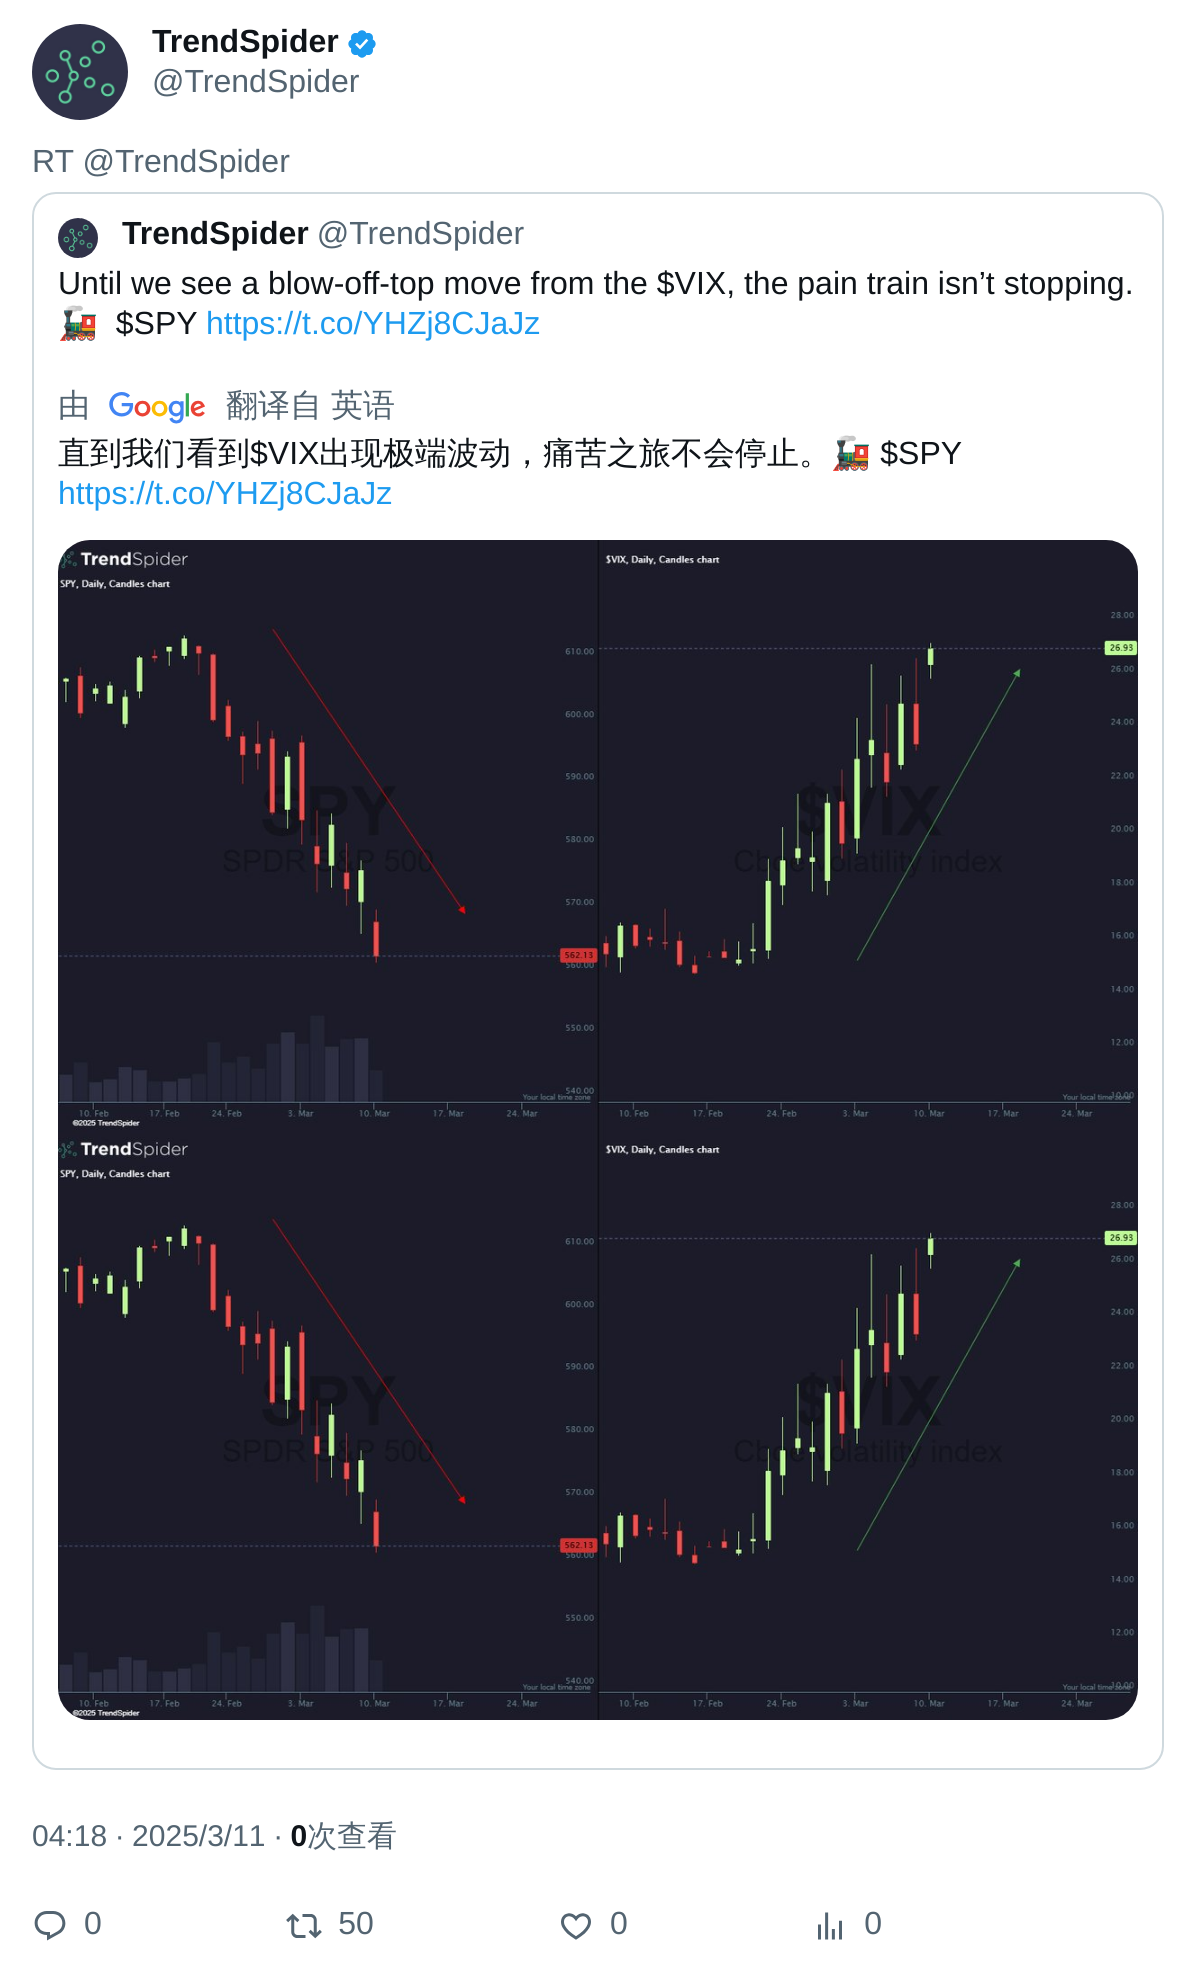 TrendSpider
@TrendSpider
RT @TrendSpider
TrendSpider @TrendSpider
Until we see a blow-off-top move from the $VIX, the pain train isn’t stopping.
🚂 $SPY https://t.co/YHZj8CJaJz
由 Google 翻译自 英语
直到我们看到$VIX出现极端波动，痛苦之旅不会停止。🚂 $SPY
https://t.co/YHZj8CJaJz
TrendSpider
SPY, Daily, Candles chart
610.00
600.00
590.00
580.00
570.00
562.13
560.00
550.00
540.00
SPY
SPDR S&P 500
Your local time zone
10. Feb 17. Feb 24. Feb 3. Mar 10. Mar 17. Mar 24. Mar
©2025 TrendSpider
$VIX, Daily, Candles chart
28.00
26.93
26.00
24.00
22.00
20.00
18.00
16.00
14.00
12.00
10.00
$VIX
Cboe Volatility index
Your local time zone
10. Feb 17. Feb 24. Feb 3. Mar 10. Mar 17. Mar 24. Mar
TrendSpider
SPY, Daily, Candles chart
610.00
600.00
590.00
580.00
570.00
562.13
560.00
550.00
540.00
SPY
SPDR S&P 500
Your local time zone
10. Feb 17. Feb 24. Feb 3. Mar 10. Mar 17. Mar 24. Mar
©2025 TrendSpider
$VIX, Daily, Candles chart
28.00
26.93
26.00
24.00
22.00
20.00
18.00
16.00
14.00
12.00
10.00
$VIX
Cboe Volatility index
Your local time zone
10. Feb 17. Feb 24. Feb 3. Mar 10. Mar 17. Mar 24. Mar
04:18 · 2025/3/11 · 0次查看
0 50 0 0